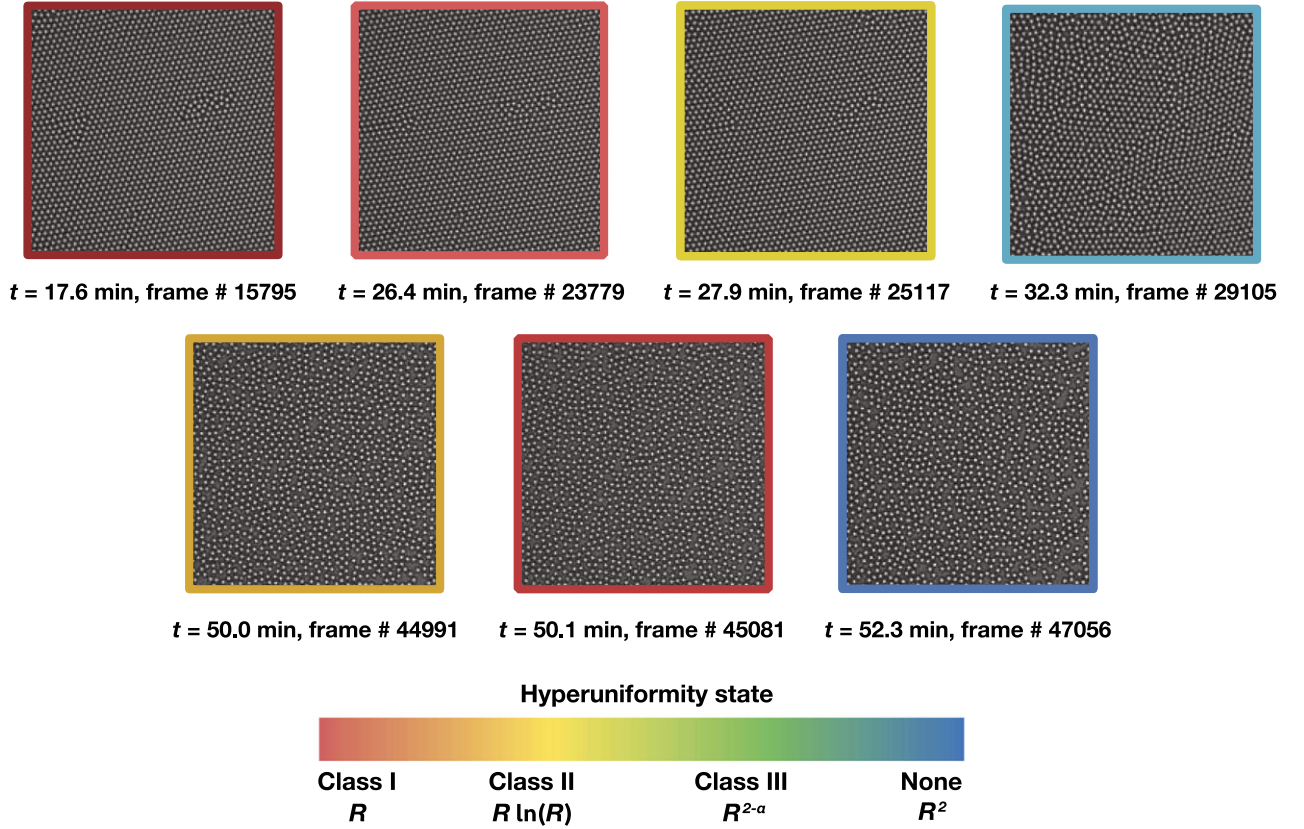 t = 17.6 min, frame # 15795
t = 26.4 min, frame # 23779
t = 27.9 min, frame # 25117
t = 32.3 min, frame # 29105
t = 50.0 min, frame # 44991
t = 50.1 min, frame # 45081
t = 52.3 min, frame # 47056
Hyperuniformity state
Class I
Class II
Class III
None
R
R ln(R)
R²⁻ᵅ
R²